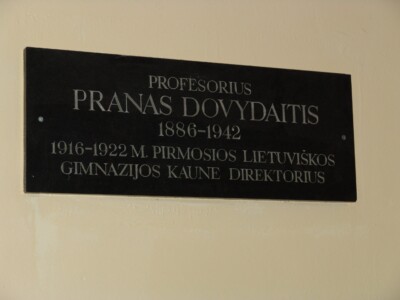 PROFESORIUS
PRANAS DOVYDAITIS
1886-1942
1916-1922 M. PIRMOSIOS LIETUVIŠKOS
GIMNAZIJOS KAUNE DIREKTORIUS